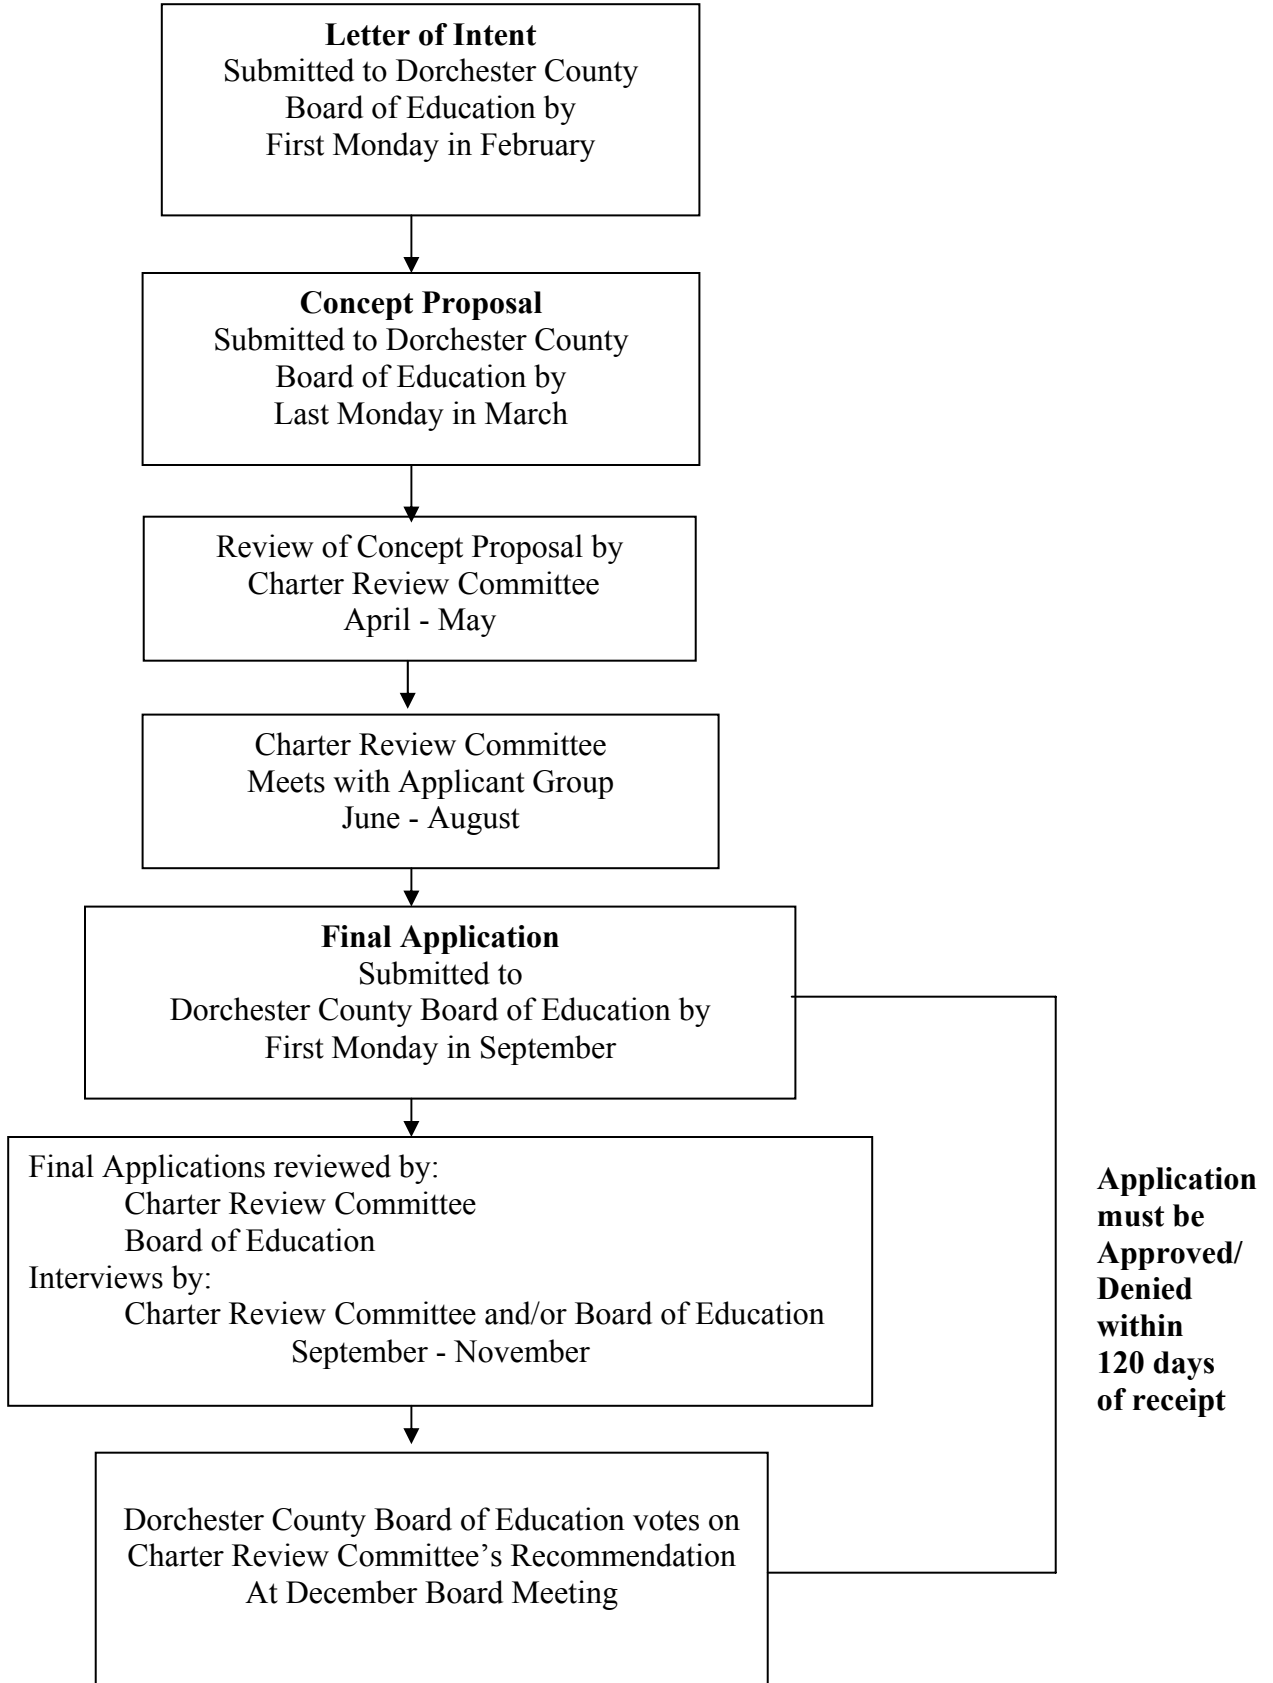 Letter of Intent
Submitted to Dorchester County
Board of Education by
First Monday in February
Concept Proposal
Submitted to Dorchester County
Board of Education by
Last Monday in March
Review of Concept Proposal by
Charter Review Committee
April - May
Charter Review Committee
Meets with Applicant Group
June - August
Final Application
Submitted to
Dorchester County Board of Education by
First Monday in September
Final Applications reviewed by:
Charter Review Committee
Board of Education
Interviews by:
Charter Review Committee and/or Board of Education
September - November
Application
must be
Approved/
Denied
within
120 days
of receipt
Dorchester County Board of Education votes on
Charter Review Committee’s Recommendation
At December Board Meeting